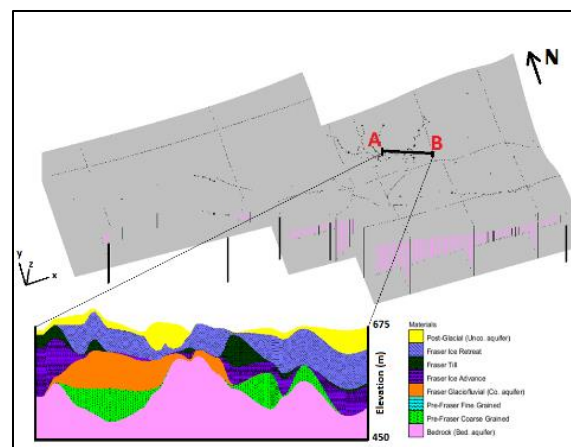 N
A
B
y
z
x
675
Elevation (m)
450
Materials
Post-Glacial (Unco. aquifer)
Fraser Ice Retreat
Fraser Till
Fraser Ice Advance
Fraser Glaciofluvial (Co. aquifer)
Pre-Fraser Fine Grained
Pre-Fraser Coarse Grained
Bedrock (Bed. aquifer)